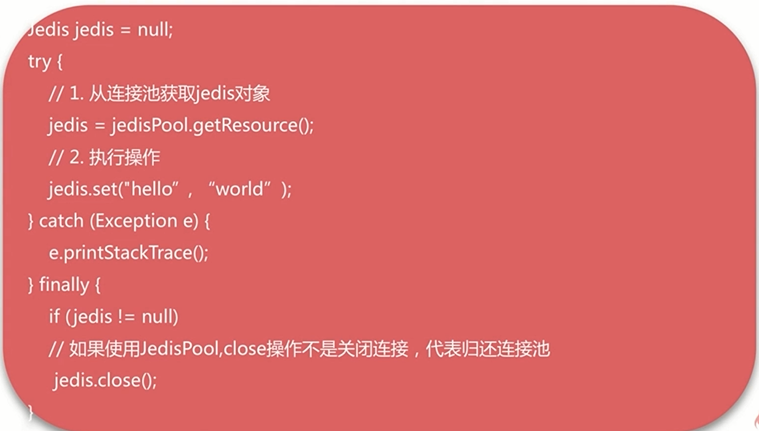 Jedis jedis = null;
try {
// 1. 从连接池获取jedis对象
jedis = jedisPool.getResource();
// 2. 执行操作
jedis.set("hello”, “world”);
} catch (Exception e) {
e.printStackTrace();
} finally {
if (jedis != null)
// 如果使用JedisPool,close操作不是关闭连接，代表归还连接池
jedis.close();
}